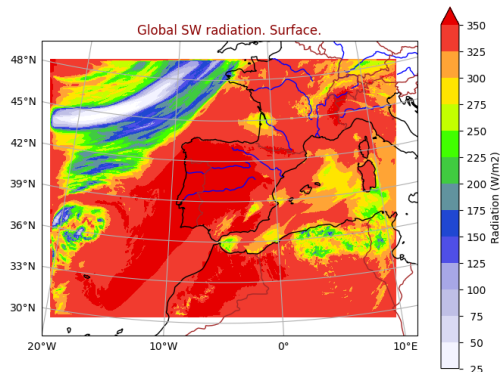 Global SW radiation. Surface.
48°N
45°N
42°N
39°N
36°N
33°N
30°N
20°W
10°W
0°
10°E
350
325
300
275
250
225
200
175
150
125
100
75
50
25
Radiation (W/m2)